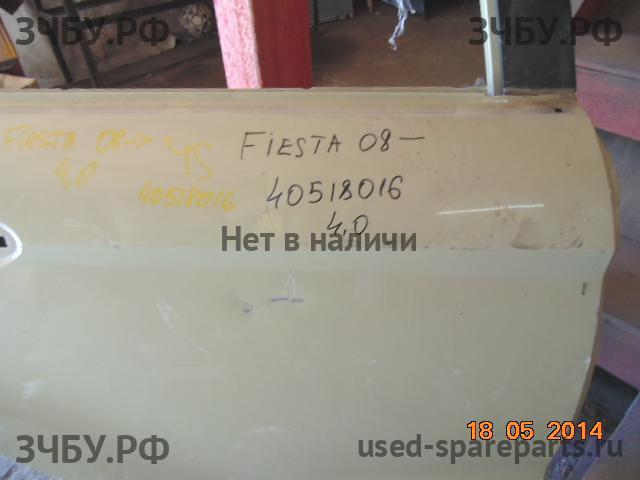 ЗЧБУ.РФ
ЗЧБУ.РФ
FiESTA 08-> 45
4,0
40518016
FiESTA 08—
40518016
4,0
Нет в наличи
18 05 2014
ЗЧБУ.РФ
used-spareparts.ru